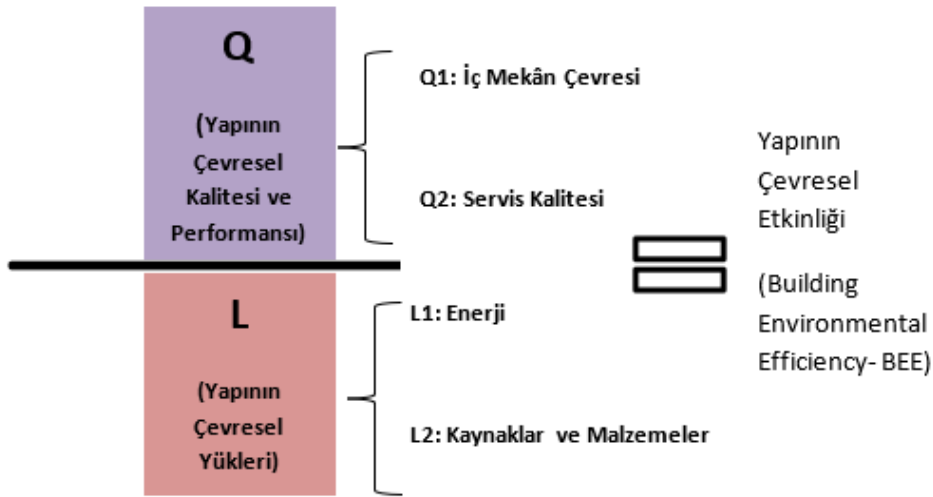 Q
(Yapının
Çevresel
Kalitesi ve
Performansı)
Q1: İç Mekân Çevresi
Q2: Servis Kalitesi
L
(Yapının
Çevresel
Yükleri)
L1: Enerji
L2: Kaynaklar ve Malzemeler
Yapının
Çevresel
Etkinliği
(Building
Environmental
Efficiency- BEE)